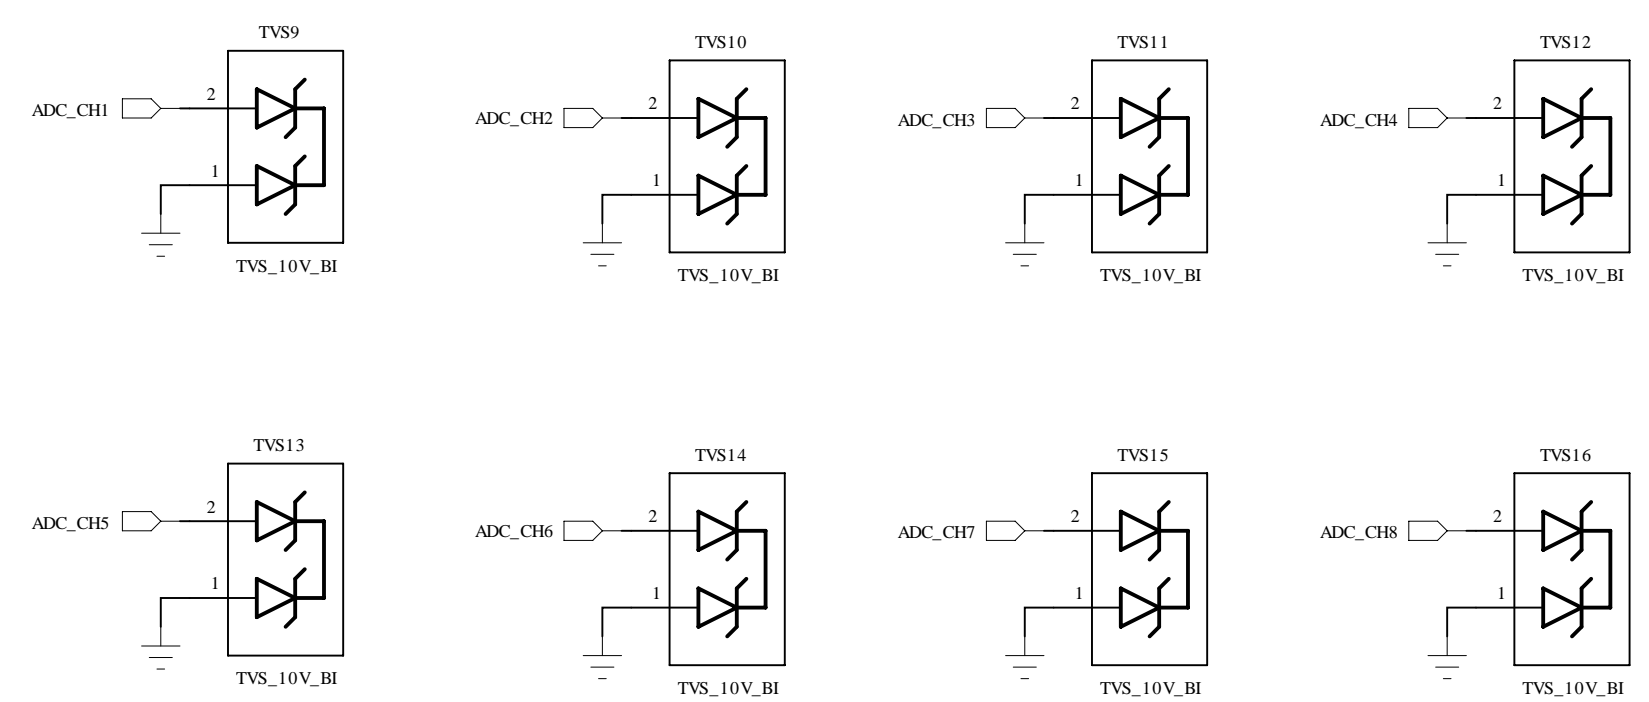 TVS9
TVS10
TVS11
TVS12
2
ADC_CH1
1
TVS_10V_BI
2
ADC_CH2
1
TVS_10V_BI
2
ADC_CH3
1
TVS_10V_BI
2
ADC_CH4
1
TVS_10V_BI
TVS13
TVS14
TVS15
TVS16
2
ADC_CH5
1
TVS_10V_BI
2
ADC_CH6
1
TVS_10V_BI
2
ADC_CH7
1
TVS_10V_BI
2
ADC_CH8
1
TVS_10V_BI